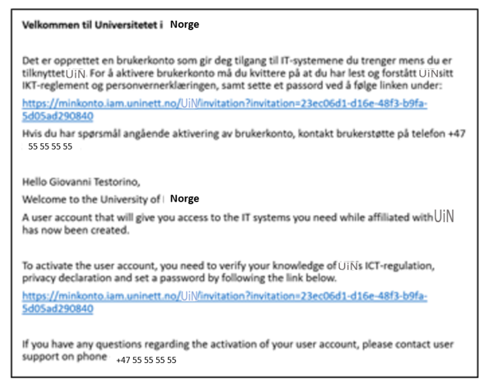 Velkommen til Universitetet i Norge
Det er opprettet en brukerkonto som gir deg tilgang til IT-systemene du trenger mens du er
tilknyttet UiN. For å aktivere brukerkonto må du kvittere på at du har lest og forstått UiN sitt
IKT-reglement og personvernerklæringen, samt sette et passord ved å følge linken under:
https://minkonto.iam.uninett.no/UiN/invitation?invitation=23ec06d1-d16e-48f3-b9fa-
5d05ad290840
Hvis du har spørsmål angående aktivering av brukerkonto, kontakt brukerstøtte på telefon +47
55 55 55 55
Hello Giovanni Testorino,
Welcome to the University of Norge
A user account that will give you access to the IT systems you need while affiliated with UiN
has now been created.
To activate the user account, you need to verify your knowledge of UiNs ICT-regulation,
privacy declaration and set a password by following the link below.
https://minkonto.iam.uninett.no/UiN/invitation?invitation=23ec06d1-d16e-48f3-b9fa-
5d05ad290840
If you have any questions regarding the activation of your user account, please contact user
support on phone +47 55 55 55 55